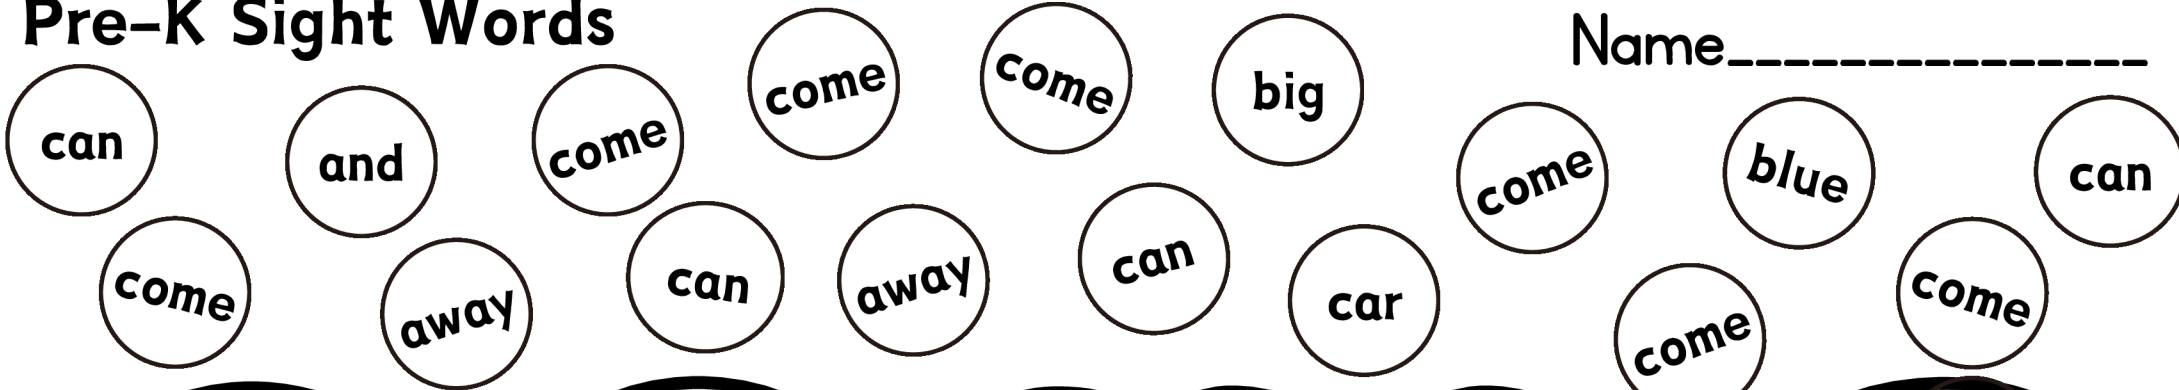 Pre-K Sight Words
Name_______________
can
and
come
come
come
big
come
blue
can
come
away
can
away
can
car
come
come